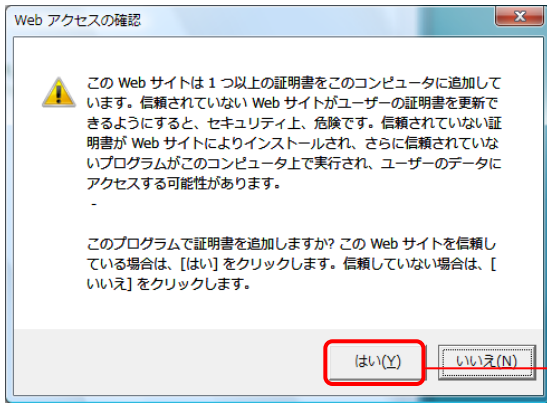 Web アクセスの確認
この Web サイトは 1 つ以上の証明書をこのコンピュータに追加して
います。信頼されていない Web サイトがユーザーの証明書を更新で
きるようにすると、セキュリティ上、危険です。信頼されていない証
明書が Web サイトによりインストールされ、さらに信頼されていな
いプログラムがこのコンピュータ上で実行され、ユーザーのデータに
アクセスする可能性があります。
-
このプログラムで証明書を追加しますか? この Web サイトを信頼し
ている場合は、[はい] をクリックします。信頼していない場合は、[
いいえ] をクリックします。
はい(Y) いいえ(N)